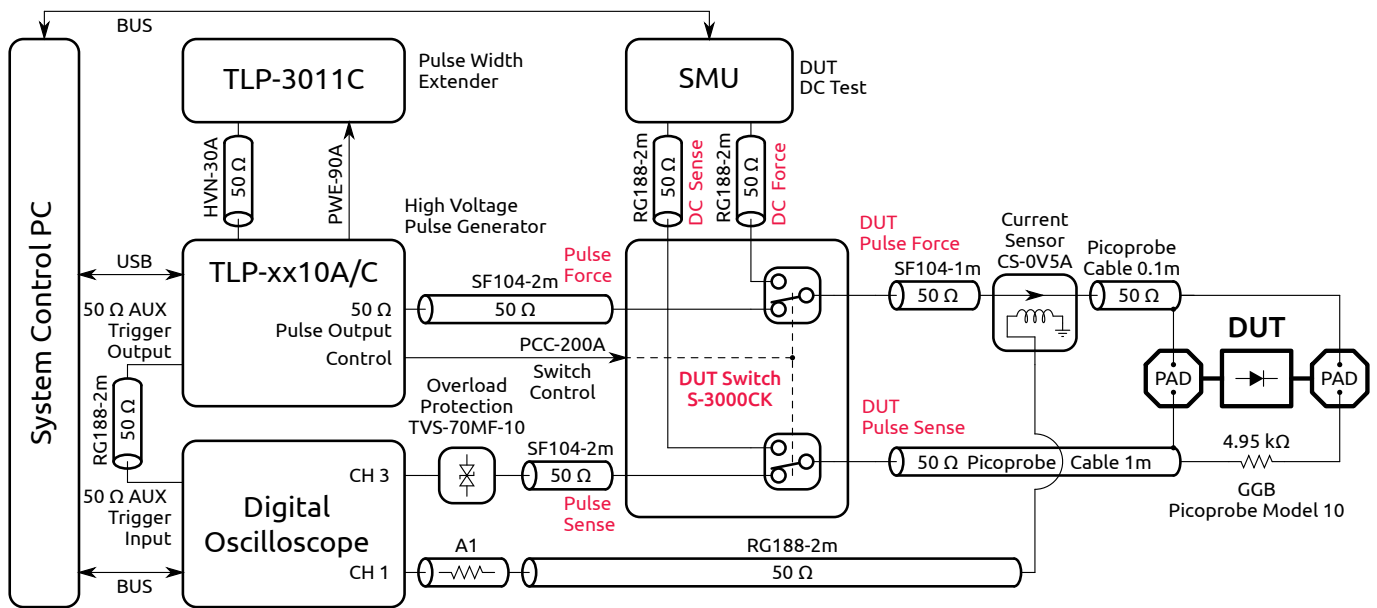 BUS
System Control PC
TLP-3011C
Pulse Width
Extender
SMU
DUT
DC Test
HVN-30A
50 Ω
PWE-90A
RG188-2m
50 Ω
DC Sense
RG188-2m
50 Ω
DC Force
High Voltage
Pulse Generator
USB
TLP-xx10A/C
50 Ω
Pulse Output
Control
Pulse
Force
SF104-2m
50 Ω
PCC-200A
Switch
Control
DUT Switch
S-3000CK
DUT
Pulse Force
SF104-1m
50 Ω
Current
Sensor
CS-0V5A
Picoprobe
Cable 0.1m
50 Ω
DUT
PAD
PAD
50 Ω AUX
Trigger
Output
RG188-2m
50 Ω
50 Ω AUX
Trigger
Input
Overload
Protection
TVS-70MF-10
SF104-2m
50 Ω
Pulse
Sense
DUT
Pulse Sense
50 Ω Picoprobe Cable 1m
4.95 kΩ
GGB
Picoprobe Model 10
CH 3
Digital
Oscilloscope
CH 1
A1
RG188-2m
50 Ω
BUS